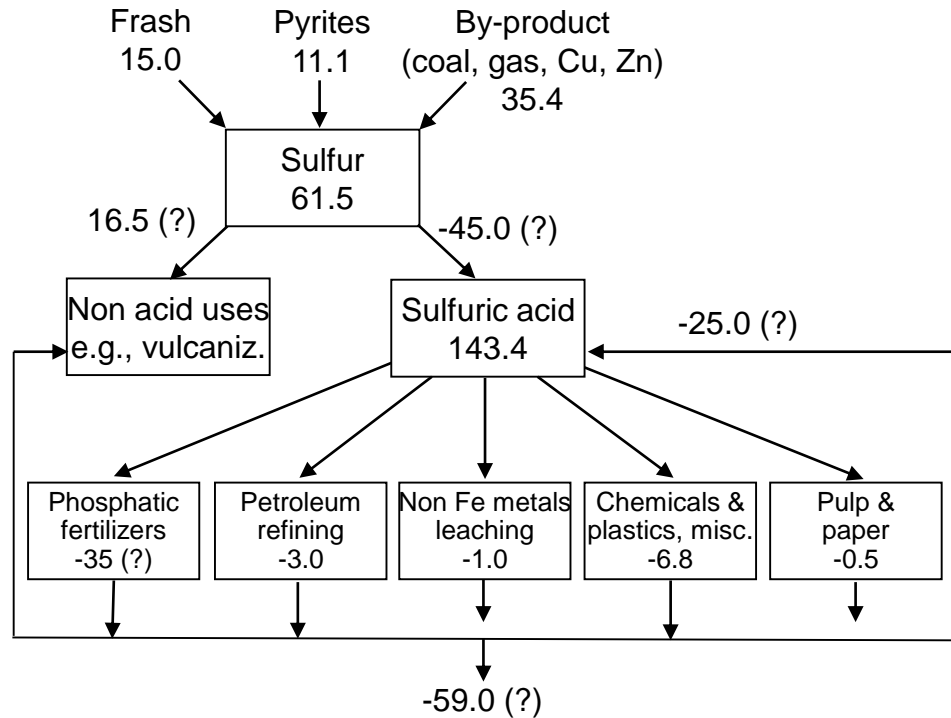 Frash
15.0
Pyrites
11.1
By-product
(coal, gas, Cu, Zn)
35.4
Sulfur
61.5
16.5 (?)
-45.0 (?)
Non acid uses
e.g., vulcaniz.
Sulfuric acid
143.4
-25.0 (?)
Phosphatic
fertilizers
-35 (?)
Petroleum
refining
-3.0
Non Fe metals
leaching
-1.0
Chemicals &
plastics, misc.
-6.8
Pulp &
paper
-0.5
-59.0 (?)